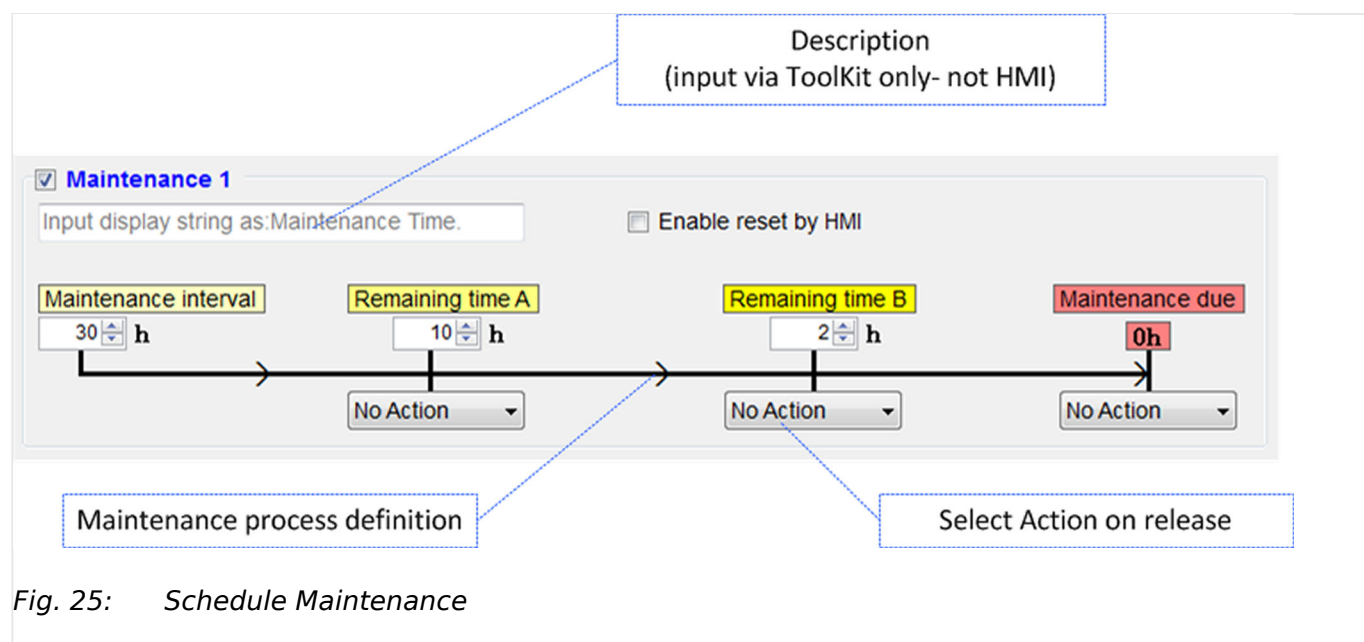 Description
(input via ToolKit only- not HMI)
Maintenance 1
Input display string as:Maintenance Time.
Enable reset by HMI
Maintenance interval
Remaining time A
Remaining time B
Maintenance due
30 h
10 h
2 h
0h
No Action
No Action
No Action
Maintenance process definition
Select Action on release
Fig. 25: Schedule Maintenance